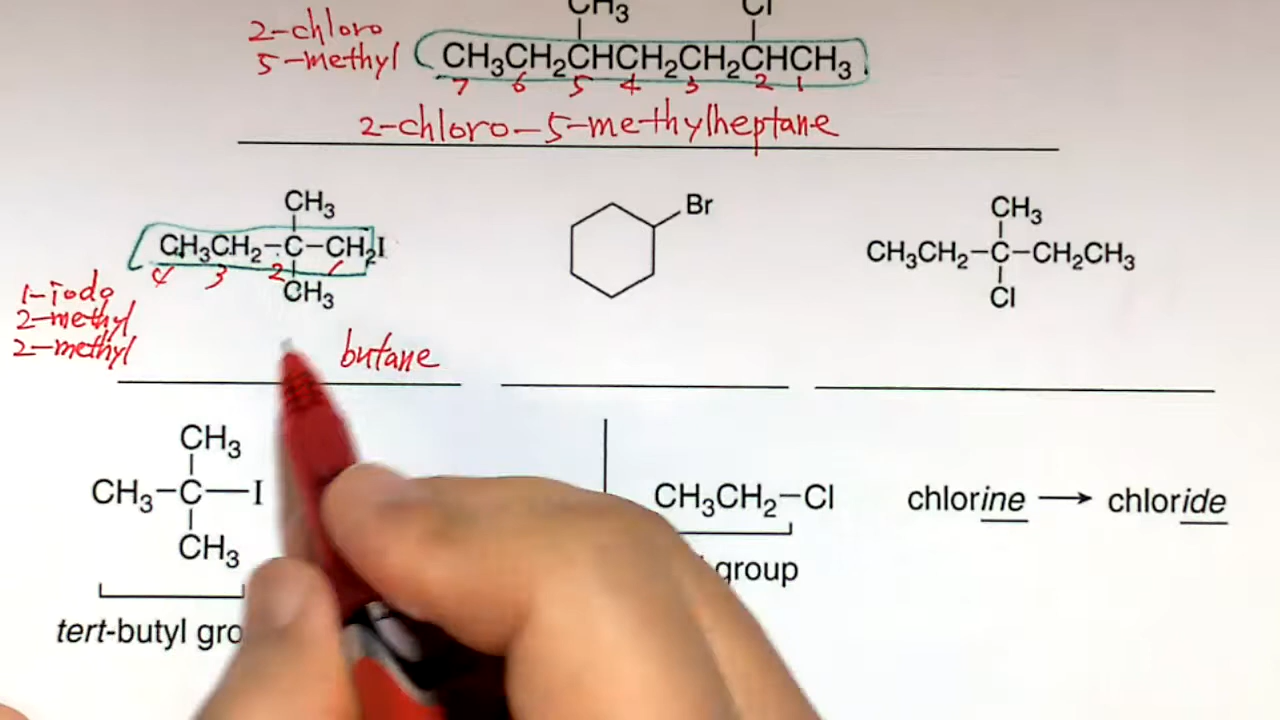 CH3 Cl
2-chloro
5-methyl
CH3CH2CHCH2CH2CHCH3
7 6 5 4 3 2 1
2-chloro-5-methylheptane
CH3
CH3CH2-C-CH2I
4 3 2 1
CH3
1-iodo
2-methyl
2-methyl
butane
Br
CH3
CH3CH2-C-CH2CH3
Cl
CH3
CH3-C-I
CH3
tert-butyl gro
CH3CH2-Cl
group
chlorine → chloride